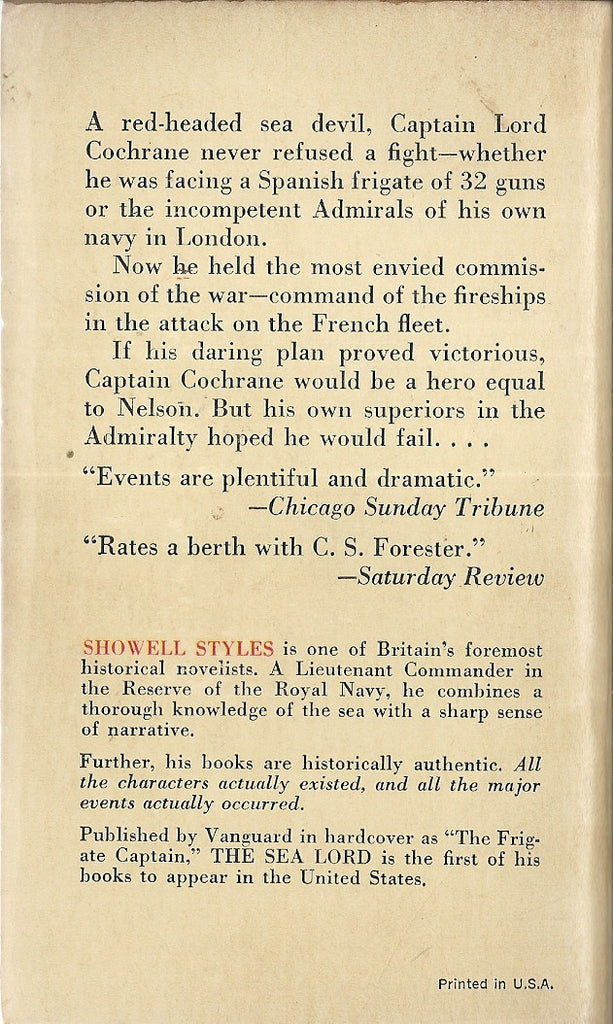 A red-headed sea devil, Captain Lord
Cochrane never refused a fight—whether
he was facing a Spanish frigate of 32 guns
or the incompetent Admirals of his own
navy in London.
Now he held the most envied commis-
sion of the war—command of the fireships
in the attack on the French fleet.
If his daring plan proved victorious,
Captain Cochrane would be a hero equal
to Nelson. But his own superiors in the
Admiralty hoped he would fail. . . .
“Events are plentiful and dramatic.”
—Chicago Sunday Tribune
“Rates a berth with C. S. Forester.”
—Saturday Review
SHOWELL STYLES is one of Britain’s foremost
historical novelists. A Lieutenant Commander in
the Reserve of the Royal Navy, he combines a
thorough knowledge of the sea with a sharp sense
of narrative.
Further, his books are historically authentic. All
the characters actually existed, and all the major
events actually occurred.
Published by Vanguard in hardcover as “The Frig-
ate Captain,” THE SEA LORD is the first of his
books to appear in the United States.
Printed in U.S.A.